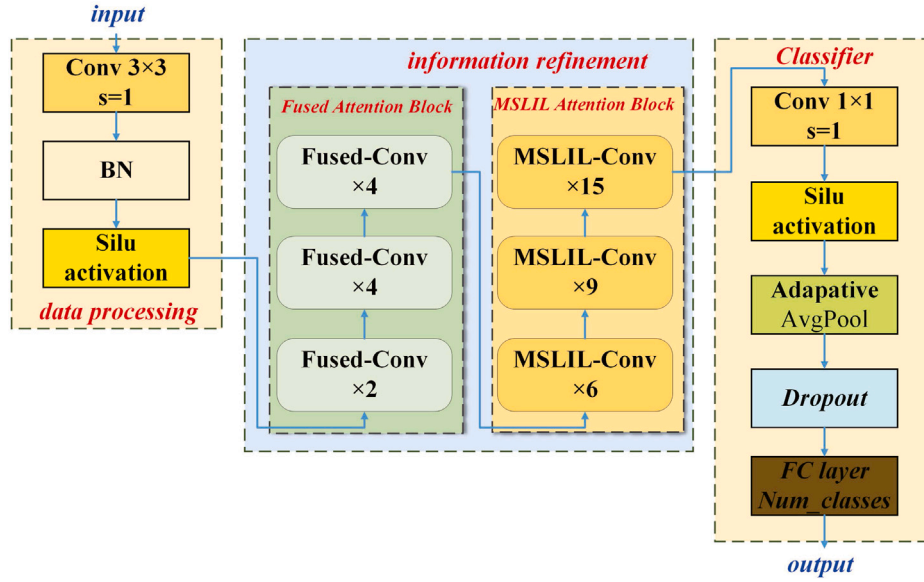 input
Conv 3×3
s=1
BN
Silu
activation
data processing
information refinement
Fused Attention Block
Fused-Conv
×4
Fused-Conv
×4
Fused-Conv
×2
MSLIL Attention Block
MSLIL-Conv
×15
MSLIL-Conv
×9
MSLIL-Conv
×6
Classifier
Conv 1×1
s=1
Silu
activation
Adapative
AvgPool
Dropout
FC layer
Num_classes
output